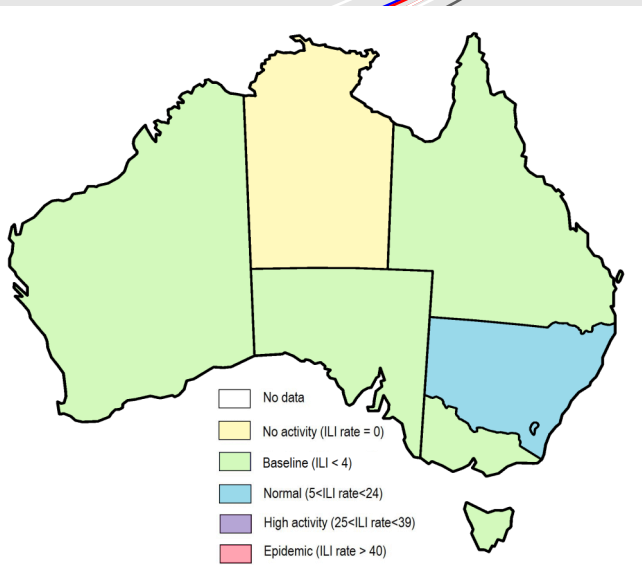 No data
No activity (ILI rate = 0)
Baseline (ILI < 4)
Normal (5<ILI rate<24)
High activity (25<ILI rate<39)
Epidemic (ILI rate > 40)